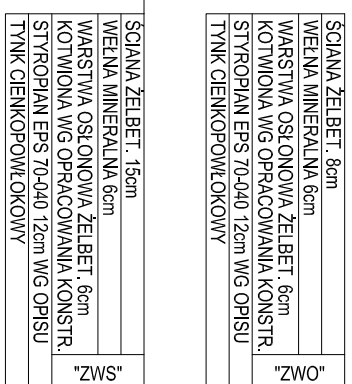 ŚCIANA ŻELBET. 15cm
WEŁNA MINERALNA 6cm
WARSTWA OSŁONOWA ŻELBET. 6cm
KOTWIONA WG OPRACOWANIA KONSTR.
STYROPIAN EPS 70-040 12cm WG OPISU
TYNK CIENKOPOWŁOKOWY
"ZWS"
ŚCIANA ŻELBET. 8cm
WEŁNA MINERALNA 6cm
WARSTWA OSŁONOWA ŻELBET. 6cm
KOTWIONA WG OPRACOWANIA KONSTR.
STYROPIAN EPS 70-040 12cm WG OPISU
TYNK CIENKOPOWŁOKOWY
"ZWO"